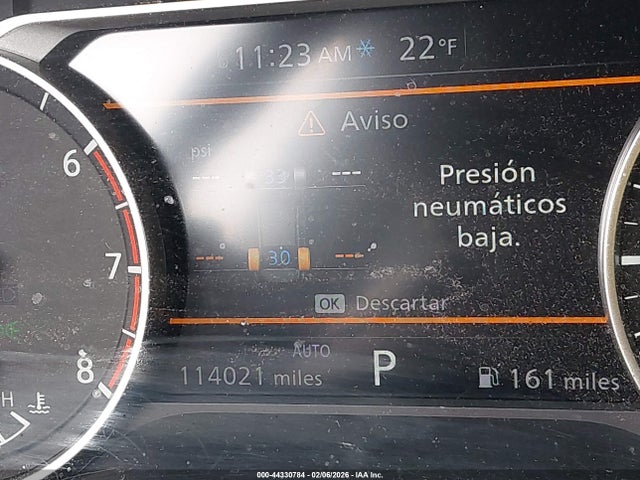 11:23 AM 22°F
Aviso
psi
--- 33 ---
--- 30 ---
Presión
neumáticos
baja.
OK Descartar
AUTO
114021 miles P 161 miles
6
7
8
H
000-44330784 - 02/06/2026 - IAA Inc.